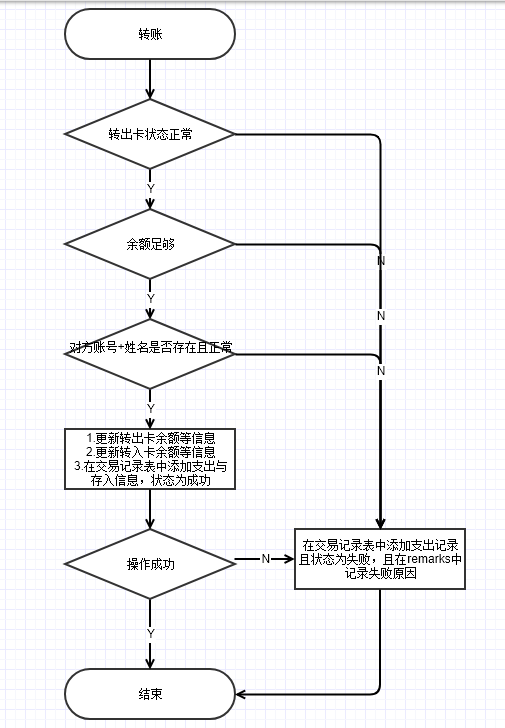 转账
转出卡状态正常
Y
余额足够
N
Y
N
对方账号+姓名是否存在且正常
N
Y
1.更新转出卡余额等信息
2.更新转入卡余额等信息
3.在交易记录表中添加支出与
存入信息，状态为成功
操作成功
N
在交易记录表中添加支出记录
且状态为失败，且在remarks中
记录失败原因
Y
结束